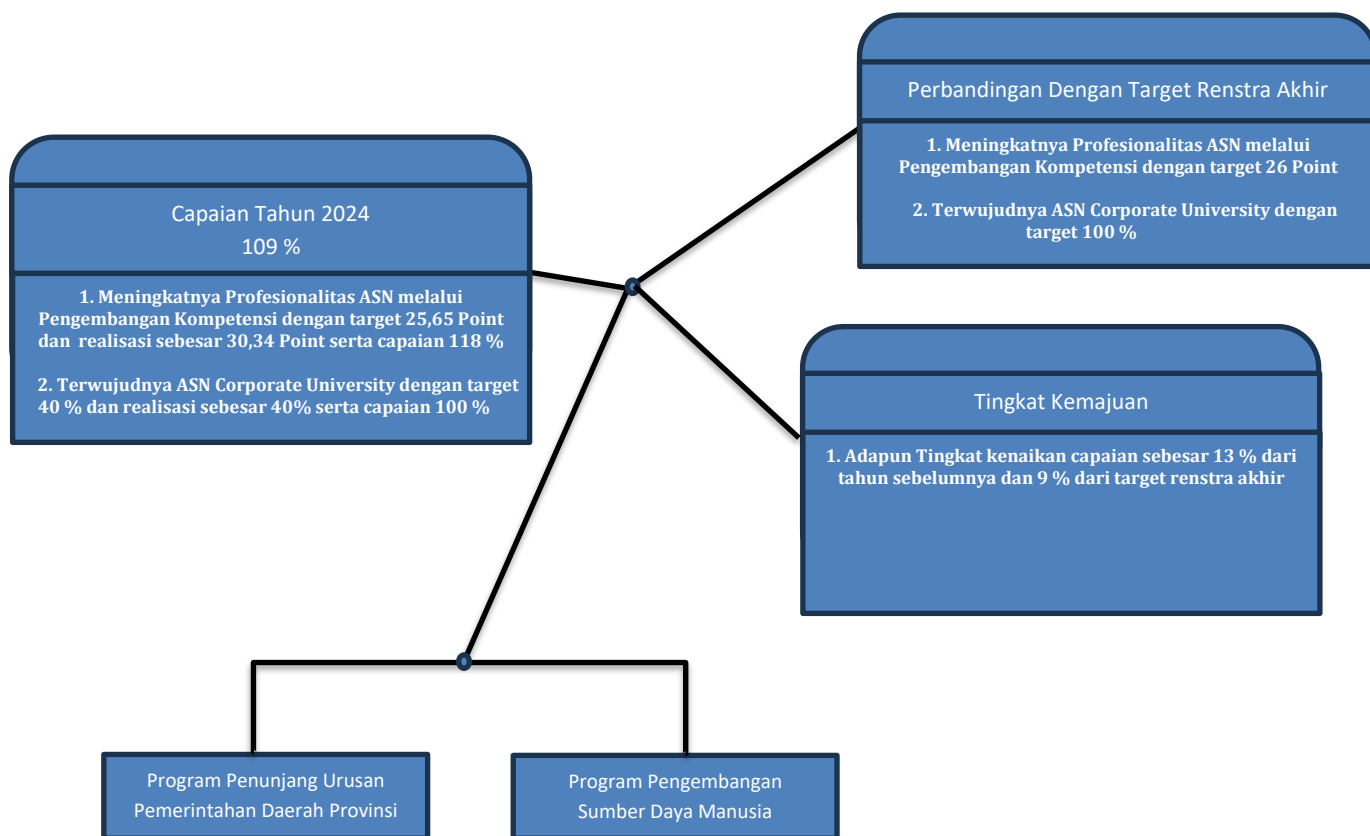 Capaian Tahun 2024
109 %
1. Meningkatnya Profesionalitas ASN melalui
Pengembangan Kompetensi dengan target 25,65 Point
dan realisasi sebesar 30,34 Point serta capaian 118 %
2. Terwujudnya ASN Corporate University dengan target
40 % dan realisasi sebesar 40% serta capaian 100 %
Perbandingan Dengan Target Renstra Akhir
1. Meningkatnya Profesionalitas ASN melalui
Pengembangan Kompetensi dengan target 26 Point
2. Terwujudnya ASN Corporate University dengan
target 100 %
Tingkat Kemajuan
1. Adapun Tingkat kenaikan capaian sebesar 13 % dari
tahun sebelumnya dan 9 % dari target renstra akhir
Program Penunjang Urusan
Pemerintahan Daerah Provinsi
Program Pengembangan
Sumber Daya Manusia